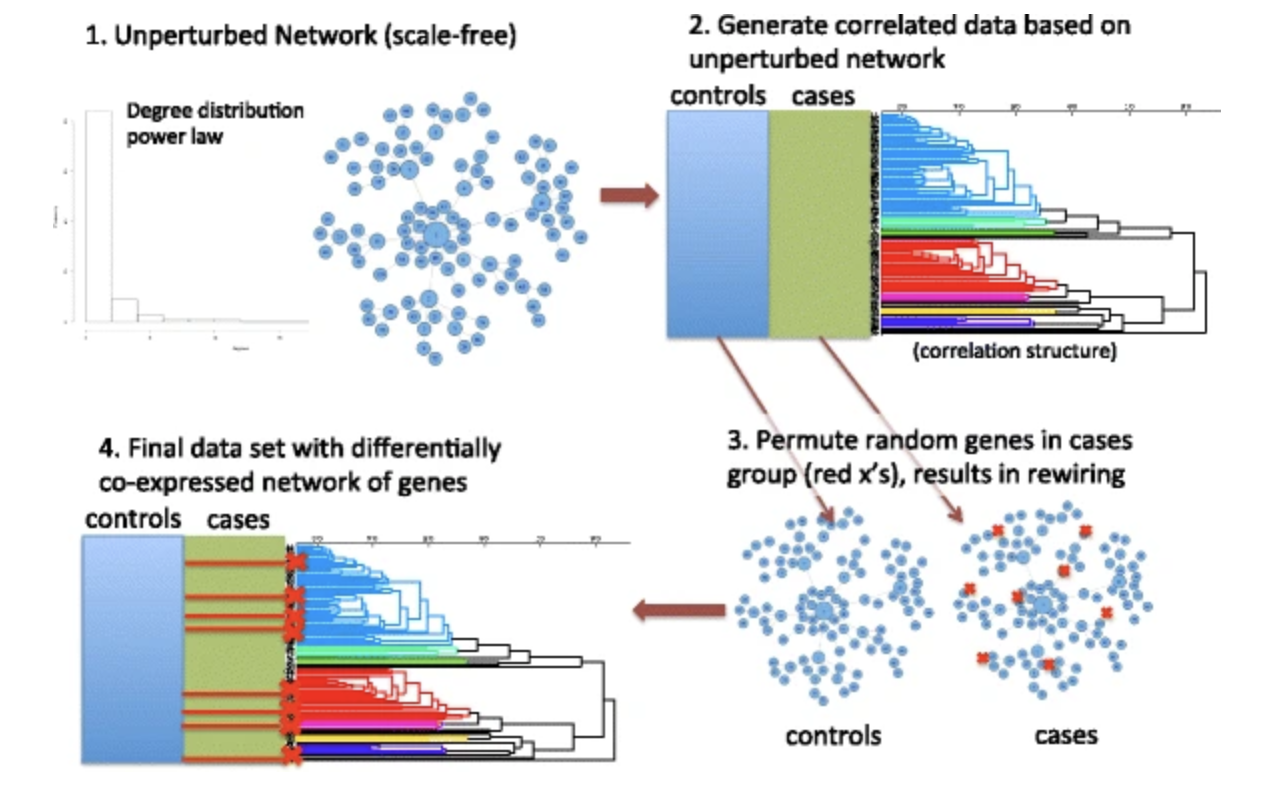 1. Unperturbed Network (scale-free)
Degree distribution
power law
2. Generate correlated data based on
unperturbed network
controls cases
(correlation structure)
3. Permute random genes in cases
group (red x's), results in rewiring
controls cases
4. Final data set with differentially
co-expressed network of genes
controls cases